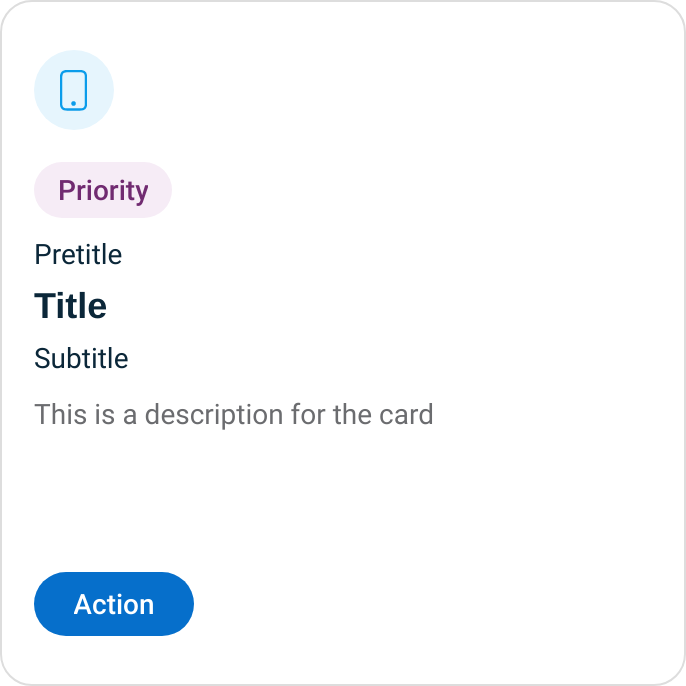 Priority
Pretitle
Title
Subtitle
This is a description for the card
Action